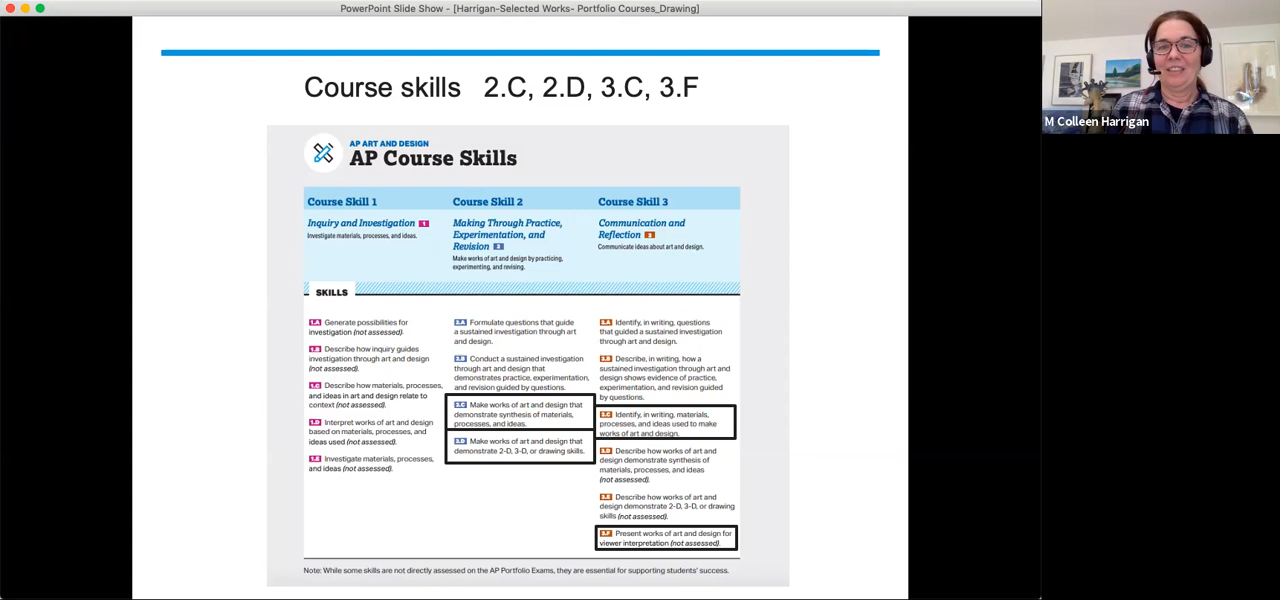 PowerPoint Slide Show - [Harrigan-Selected Works- Portfolio Courses_Drawing]
M Colleen Harrigan
Course skills 2.C, 2.D, 3.C, 3.F
AP ART AND DESIGN
AP Course Skills
Course Skill 1
Inquiry and Investigation 1
Investigate materials, processes, and ideas.
Course Skill 2
Making Through Practice,
Experimentation, and
Revision 2
Make works of art and design by practicing,
experimenting, and revising.
Course Skill 3
Communication and
Reflection 3
Communicate ideas about art and design.
SKILLS
1.A Generate possibilities for
investigation (not assessed).
1.B Describe how inquiry guides
investigation through art and design
(not assessed).
1.C Describe how materials, processes,
and ideas in art and design relate to
context (not assessed).
1.D Interpret works of art and design
based on materials, processes, and
ideas used (not assessed).
1.E Investigate materials, processes,
and ideas (not assessed).
2.A Formulate questions that guide
a sustained investigation through art
and design.
2.B Conduct a sustained investigation
through art and design that
demonstrates practice, experimentation,
and revision guided by questions.
2.C Make works of art and design that
demonstrate synthesis of materials,
processes, and ideas.
2.D Make works of art and design that
demonstrate 2-D, 3-D, or drawing skills.
3.A Identify, in writing, questions
that guided a sustained investigation
through art and design.
3.B Describe, in writing, how a
sustained investigation through art and
design shows evidence of practice,
experimentation, and revision guided
by questions.
3.C Identify, in writing, materials,
processes, and ideas used to make
works of art and design.
3.D Describe how works of art and
design demonstrate synthesis of
materials, processes, and ideas
(not assessed).
3.E Describe how works of art and
design demonstrate 2-D, 3-D, or drawing
skills (not assessed).
3.F Present works of art and design for
viewer interpretation (not assessed).
Note: While some skills are not directly assessed on the AP Portfolio Exams, they are essential for supporting students' success.